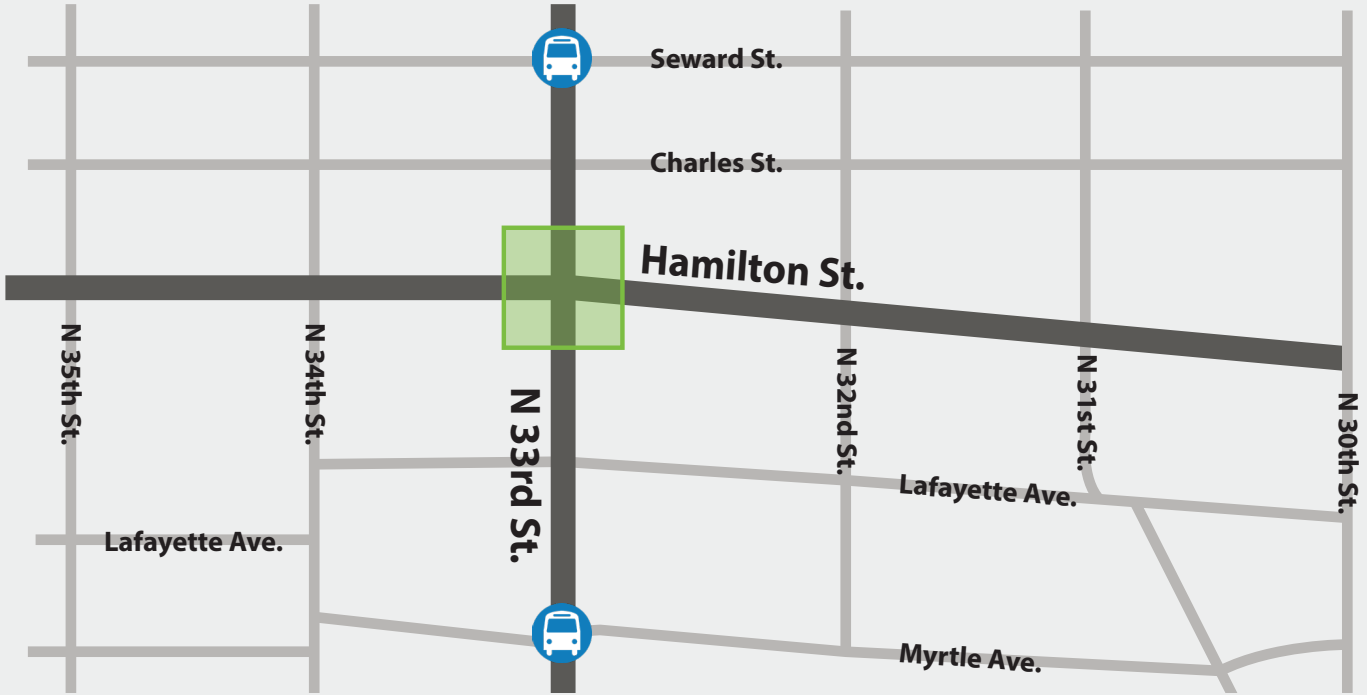 Seward St.
Charles St.
Hamilton St.
N 35th St.
N 34th St.
N 33rd St.
N 32nd St.
N 31st St.
N 30th St.
Lafayette Ave.
Lafayette Ave.
Myrtle Ave.